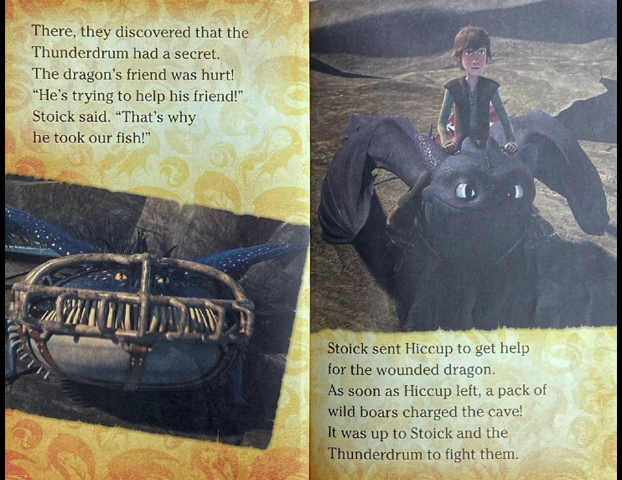 There, they discovered that the
Thunderdrum had a secret.
The dragon's friend was hurt!
"He's trying to help his friend!"
Stoick said. "That's why
he took our fish!"
Stoick sent Hiccup to get help
for the wounded dragon.
As soon as Hiccup left, a pack of
wild boars charged the cave!
It was up to Stoick and the
Thunderdrum to fight them.